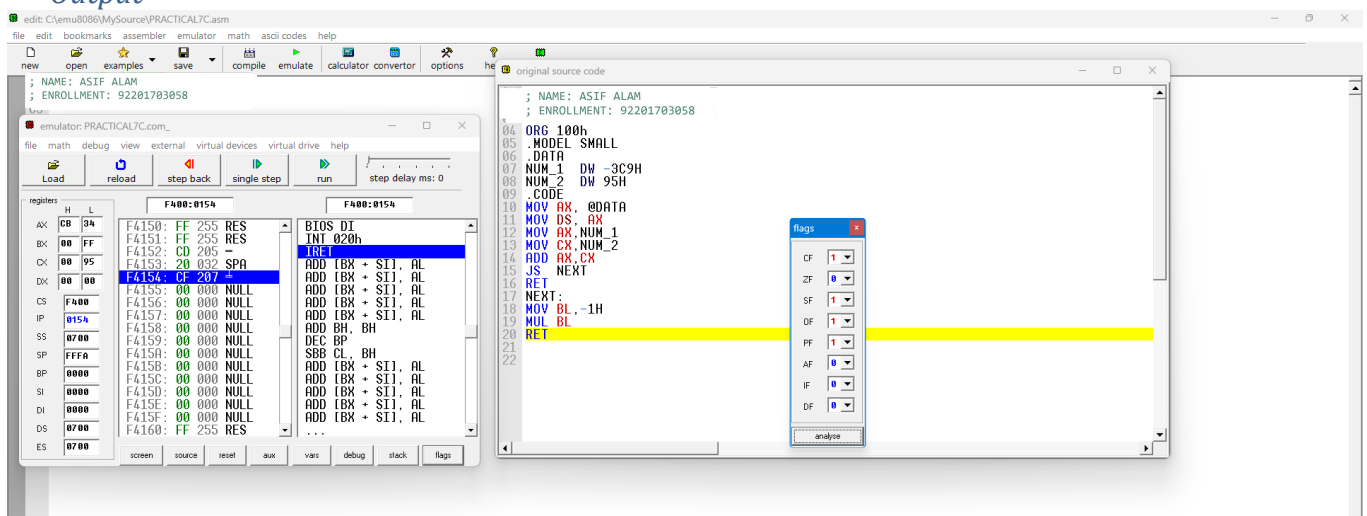 Output
edit: C:\emu8086\MySource\PRACTICAL7C.asm
file edit bookmarks assembler emulator math ascii codes help
new open examples save compile emulate calculator convertor options he
; NAME: ASIF ALAM
; ENROLLMENT: 92201703058
emulator: PRACTICAL7C.com_
file math debug view external virtual devices virtual drive help
Load reload step back single step run step delay ms: 0
registers
H L
F400:0154 F400:0154
AX CB 34
BX 00 FF
CX 00 95
DX 00 00
CS F400
IP 0154
SS 0700
SP FFFA
BP 0000
SI 0000
DI 0000
DS 0700
ES 0700
F4150: FF 255 RES
F4151: FF 255 RES
F4152: CD 205 =
F4153: 20 032 SPA
F4154: CF 207 ╧
F4155: 00 000 NULL
F4156: 00 000 NULL
F4157: 00 000 NULL
F4158: 00 000 NULL
F4159: 00 000 NULL
F415A: 00 000 NULL
F415B: 00 000 NULL
F415C: 00 000 NULL
F415D: 00 000 NULL
F415E: 00 000 NULL
F415F: 00 000 NULL
F4160: FF 255 RES
BIOS DI
INT 020h
IRET
ADD [BX + SI], AL
ADD [BX + SI], AL
ADD [BX + SI], AL
ADD [BX + SI], AL
ADD BH, BH
DEC BP
SBB CL, BH
ADD [BX + SI], AL
ADD [BX + SI], AL
ADD [BX + SI], AL
ADD [BX + SI], AL
ADD [BX + SI], AL
...
screen source reset aux vars debug stack flags
original source code
; NAME: ASIF ALAM
; ENROLLMENT: 92201703058
04 ORG 100h
05 .MODEL SMALL
06 .DATA
07 NUM_1 DW -3C9H
08 NUM_2 DW 95H
09 .CODE
10 MOV AX, @DATA
11 MOV DS, AX
12 MOV AX,NUM_1
13 MOV CX,NUM_2
14 ADD AX,CX
15 JS NEXT
16 RET
17 NEXT:
18 MOV BL,-1H
19 MUL BL
20 RET
21
22
flags
CF 1
ZF 0
SF 1
OF 1
PF 1
AF 0
IF 0
DF 0
analyse